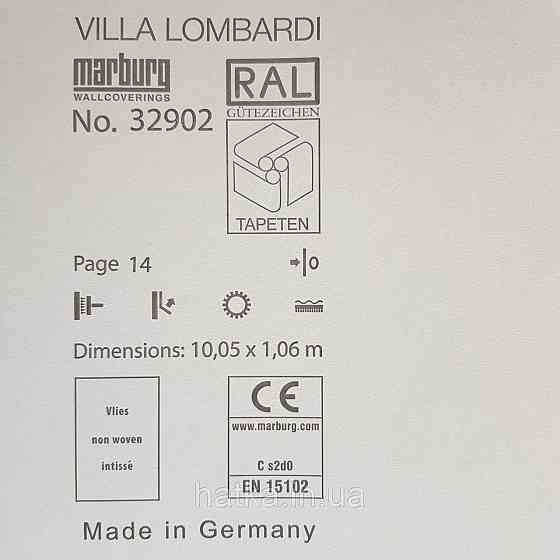 VILLA LOMBARDI
marburg
WALLCOVERINGS
RAL
GÜTEZEICHEN
No. 32902
TAPETEN
Page 14
0
Dimensions: 10,05 x 1,06 m
Vlies
non woven
intissé
CE
www.marburg.com
C s2d0
EN 15102
hatka.in.ua
Made in Germany